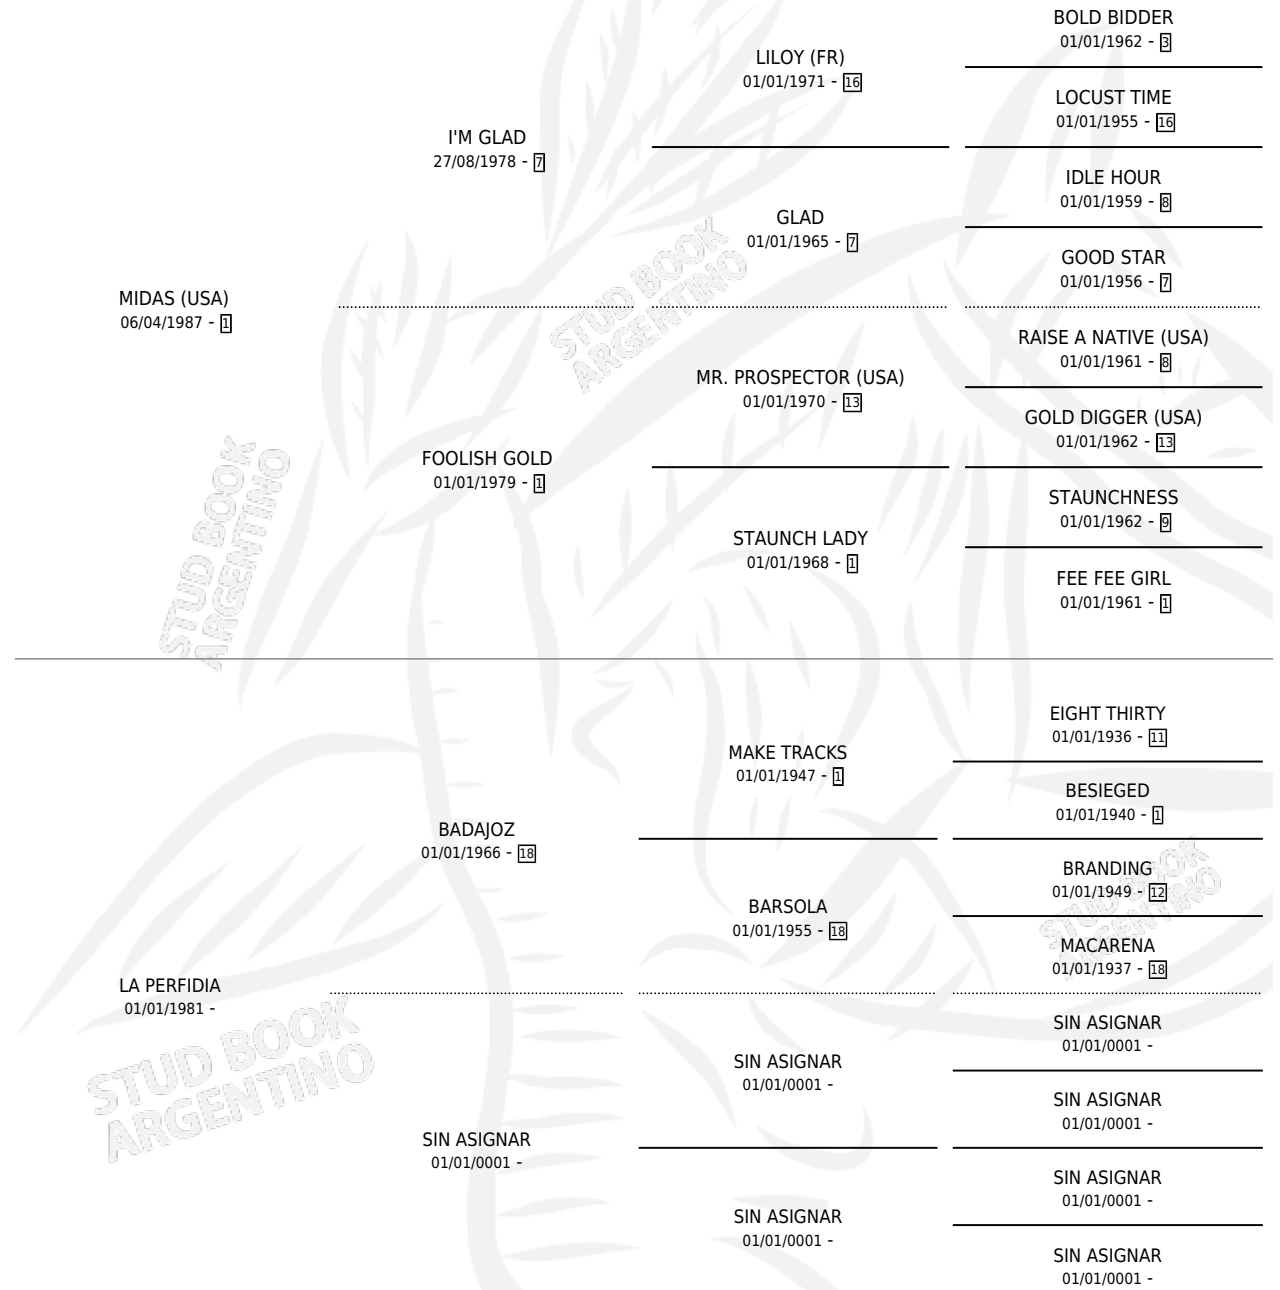 BOLD BIDDER
01/01/1962 - 3
LILOY (FR)
01/01/1971 - 16
LOCUST TIME
01/01/1955 - 16
I'M GLAD
27/08/1978 - 7
IDLE HOUR
01/01/1959 - 8
GLAD
01/01/1965 - 7
GOOD STAR
01/01/1956 - 7
MIDAS (USA)
06/04/1987 - 1
RAISE A NATIVE (USA)
01/01/1961 - 8
MR. PROSPECTOR (USA)
01/01/1970 - 13
GOLD DIGGER (USA)
01/01/1962 - 13
FOOLISH GOLD
01/01/1979 - 1
STAUNCHNESS
01/01/1962 - 9
STAUNCH LADY
01/01/1968 - 1
FEE FEE GIRL
01/01/1961 - 1
EIGHT THIRTY
01/01/1936 - 11
MAKE TRACKS
01/01/1947 - 1
BESIEGED
01/01/1940 - 1
BADAJOZ
01/01/1966 - 18
BRANDING
01/01/1949 - 12
BARSOLA
01/01/1955 - 18
MACARENA
01/01/1937 - 18
LA PERFIDIA
01/01/1981 -
SIN ASIGNAR
01/01/0001 -
SIN ASIGNAR
01/01/0001 -
SIN ASIGNAR
01/01/0001 -
SIN ASIGNAR
01/01/0001 -
SIN ASIGNAR
01/01/0001 -
SIN ASIGNAR
01/01/0001 -
SIN ASIGNAR
01/01/0001 -
STUD BOOK
ARGENTINO
STUD BOOK
ARGENTINO
STUD BOOK
ARGENTINO
STUD BOOK
ARGENTINO